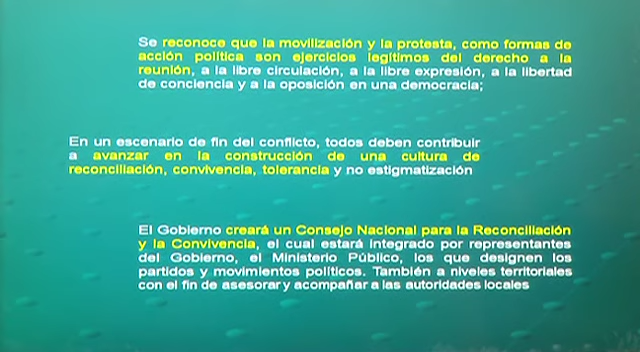 Se reconoce que la movilización y la protesta, como formas de
acción política son ejercicios legítimos del derecho a la
reunión, a la libre circulación, a la libre expresión, a la libertad
de conciencia y a la oposición en una democracia;
En un escenario de fin del conflicto, todos deben contribuir
a avanzar en la construcción de una cultura de
reconciliación, convivencia, tolerancia y no estigmatización
El Gobierno creará un Consejo Nacional para la Reconciliación
y la Convivencia, el cual estará integrado por representantes
del Gobierno, el Ministerio Público, los que designen los
partidos y movimientos políticos. También a niveles territoriales
con el fin de asesorar y acompañar a las autoridades locales